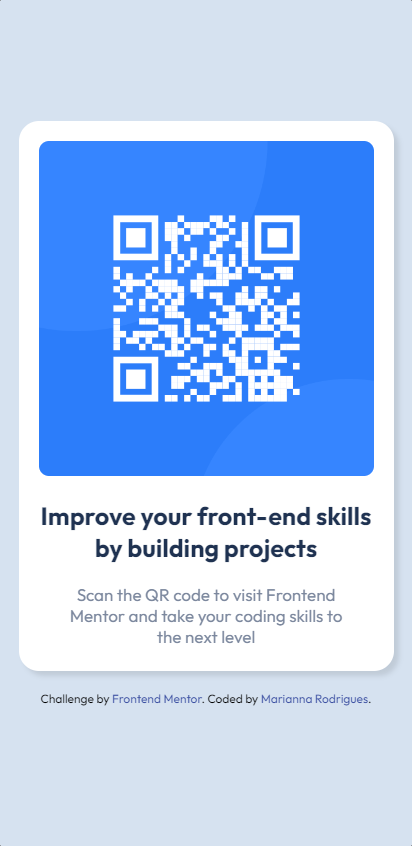 Improve your front-end skills
by building projects
Scan the QR code to visit Frontend
Mentor and take your coding skills to
the next level
Challenge by Frontend Mentor. Coded by Marianna Rodrigues.